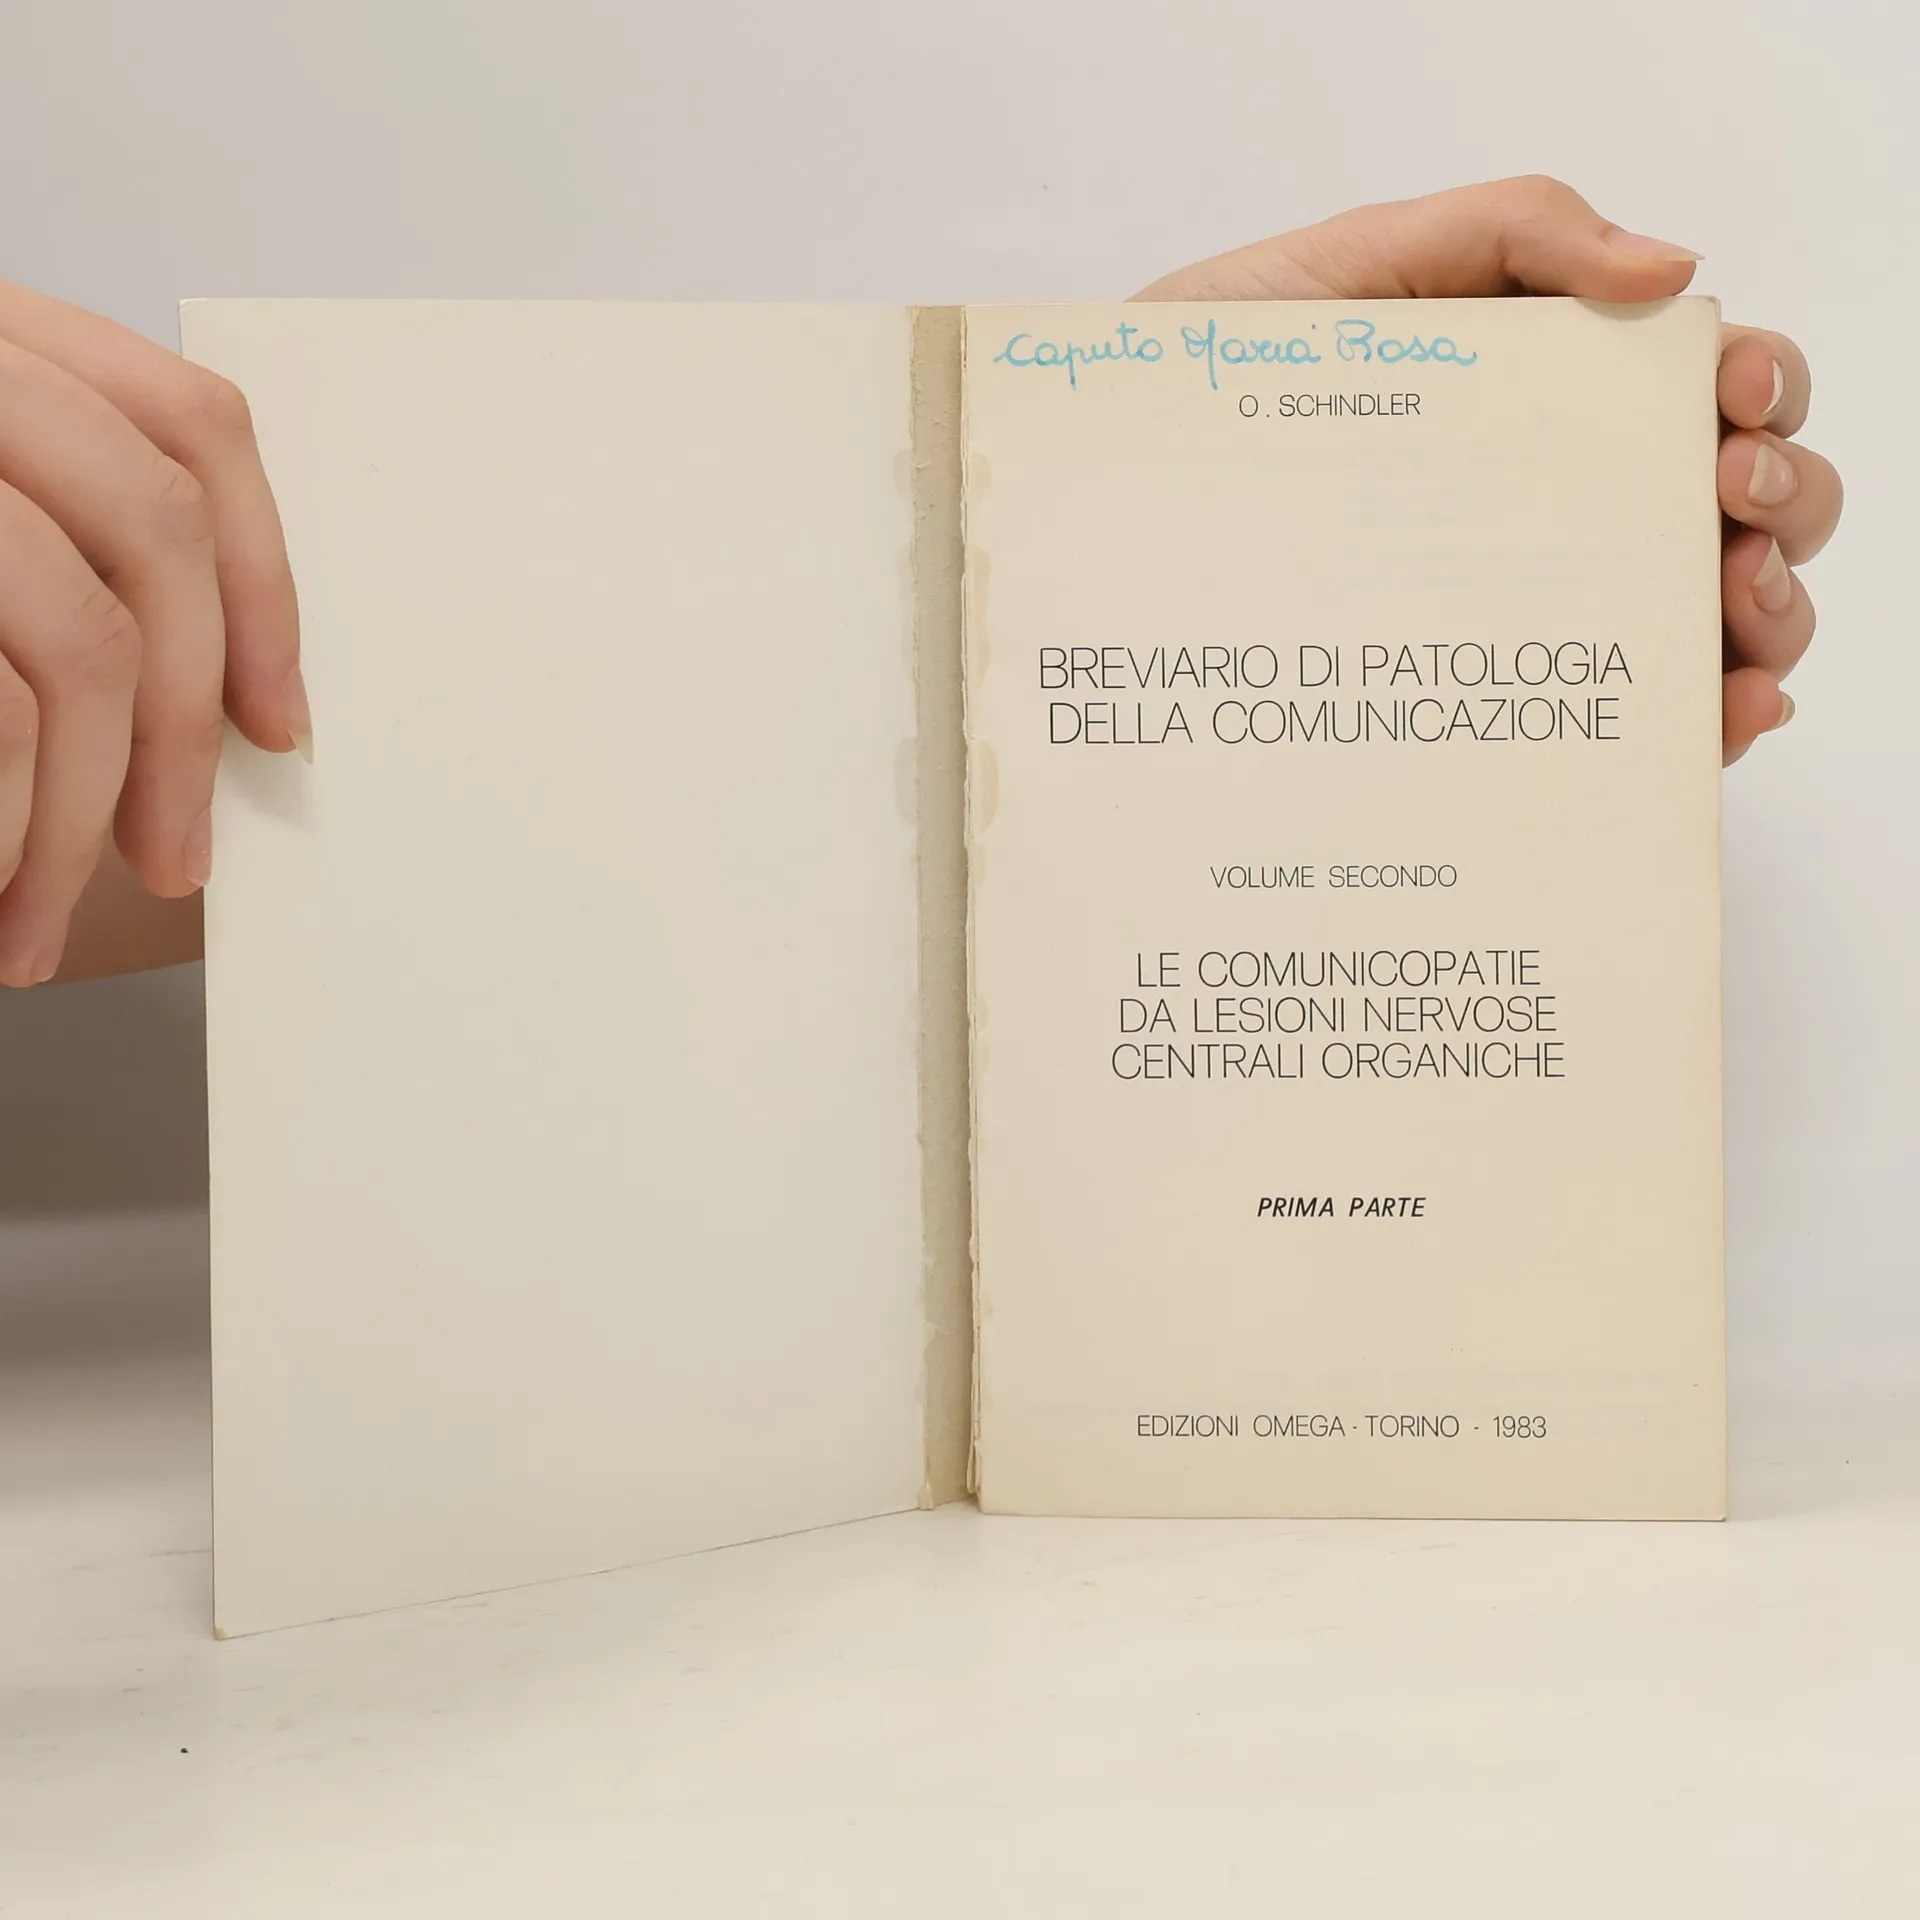 Caputo Maria Rosa
O. SCHINDLER
BREVIARIO DI PATOLOGIA
DELLA COMUNICAZIONE
VOLUME SECONDO
LE COMUNICOPATIE
DA LESIONI NERVOSE
CENTRALI ORGANICHE
PRIMA PARTE
EDIZIONI OMEGA - TORINO - 1983